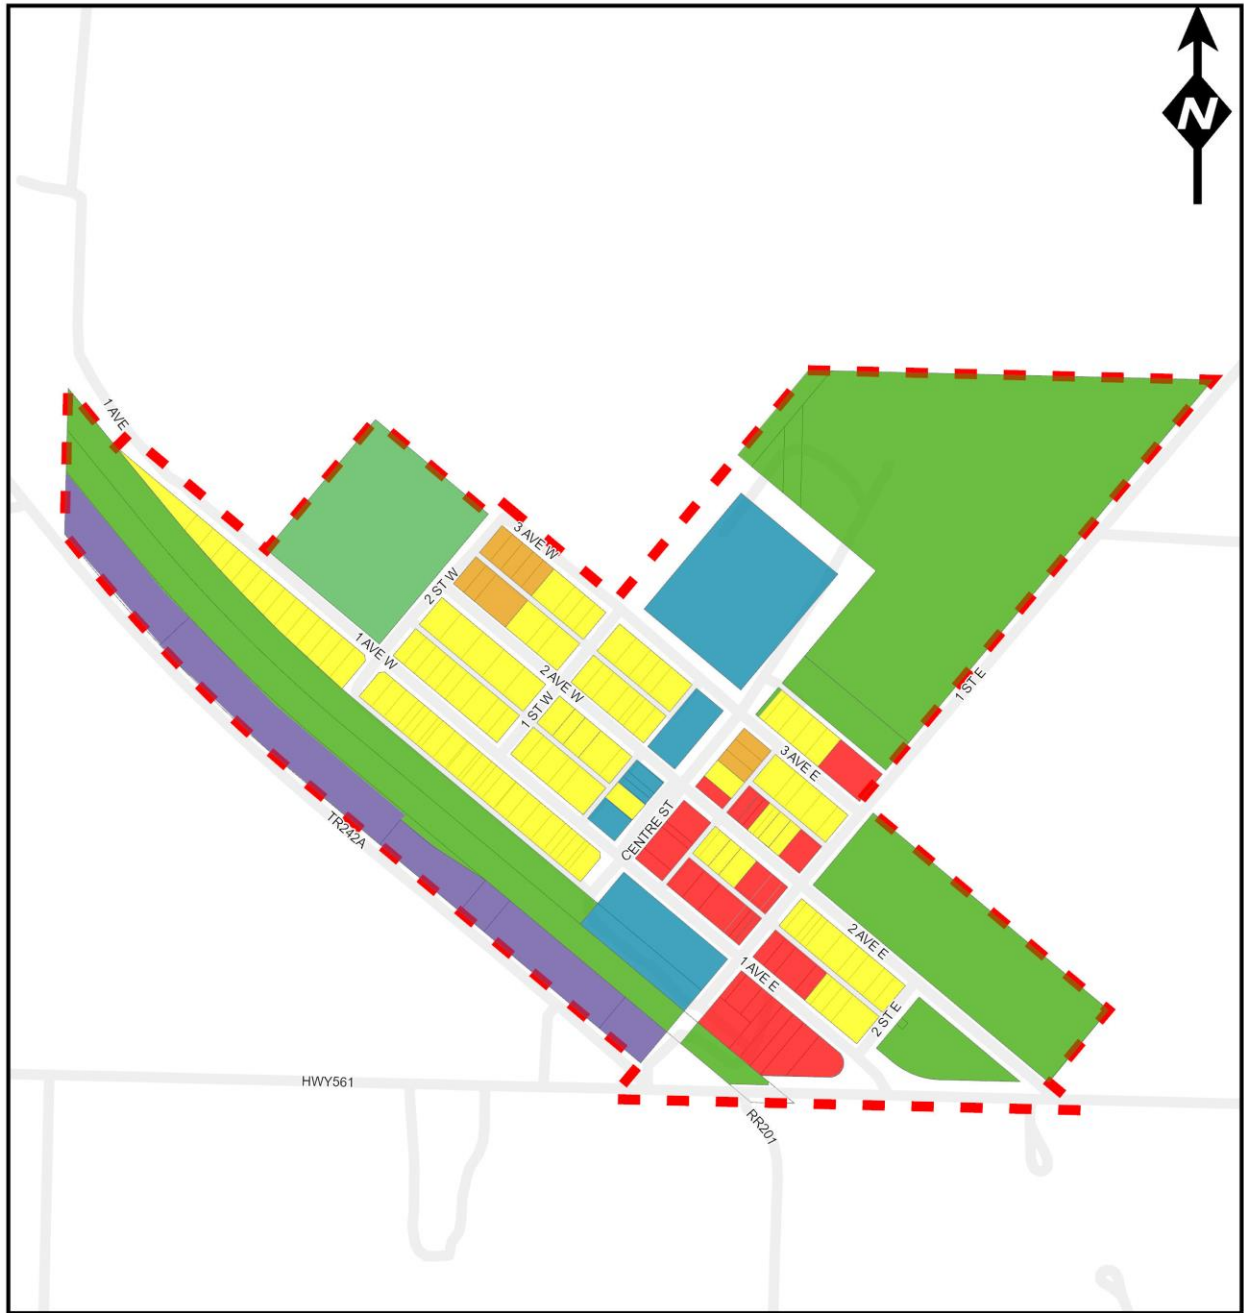 N
1 AVE
3 AVE W
2 ST W
1 AVE W
2 AVE W
1 ST W
1 ST E
3 AVE E
CENTRE ST
TR242A
2 AVE E
1 AVE E
2 ST E
HWY561
RR201